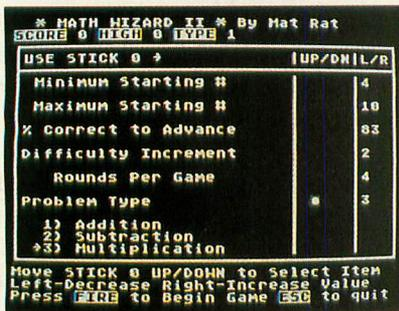 * MATH WIZARD II * By Mat Rat
SCORE 0 HIGH 0 TYPE 1
USE STICK 0 → |UP/DN|L/R
Minimum Starting # 4
Maximum Starting # 10
% Correct to Advance 83
Difficulty Increment 2
Rounds Per Game 4
Problem Type 3
1) Addition
2) Subtraction
→3) Multiplication
Move STICK 0 UP/DOWN to Select Item
Left-Decrease Right-Increase Value
Press FIRE to Begin Game ESC to quit